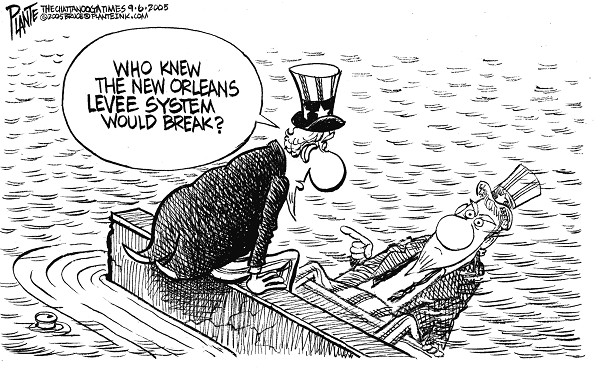 PLANTE
THE CHATTANOOGA TIMES 9-6-2005
©2005 BRUCE@PLANTEINK.COM
WHO KNEW
THE NEW ORLEANS
LEVEE SYSTEM
WOULD BREAK?